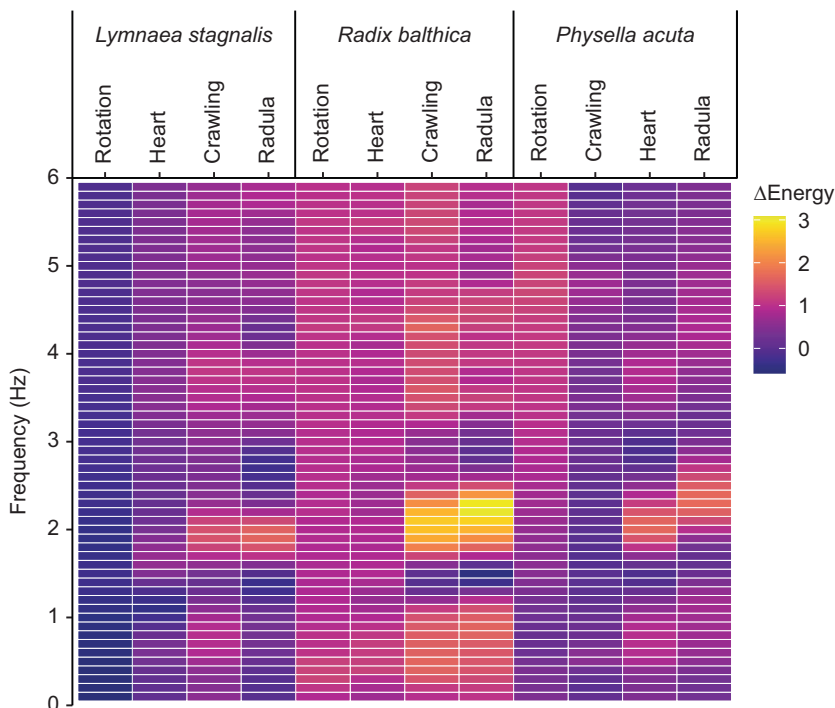 Lymnaea stagnalis Radix balthica Physella acuta
Rotation Heart Crawling Radula Rotation Heart Crawling Radula Rotation Crawling Heart Radula
6
5
4
3
2
1
0
Frequency (Hz)
ΔEnergy
3
2
1
0